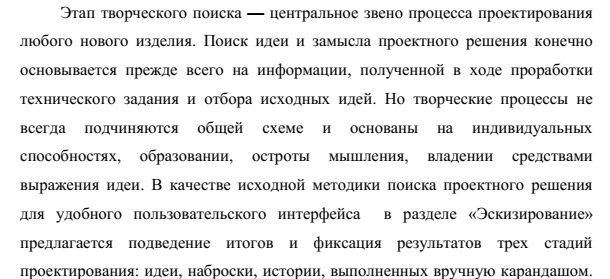 Этап творческого поиска — центральное звено процесса проектирования
любого нового изделия. Поиск идеи и замысла проектного решения конечно
основывается прежде всего на информации, полученной в ходе проработки
технического задания и отбора исходных идей. Но творческие процессы не
всегда подчиняются общей схеме и основаны на индивидуальных
способностях, образовании, остроты мышления, владении средствами
выражения идеи. В качестве исходной методики поиска проектного решения
для удобного пользовательского интерфейса в разделе «Эскизирование»
предлагается подведение итогов и фиксация результатов трех стадий
проектирования: идеи, наброски, истории, выполненных вручную карандашом.